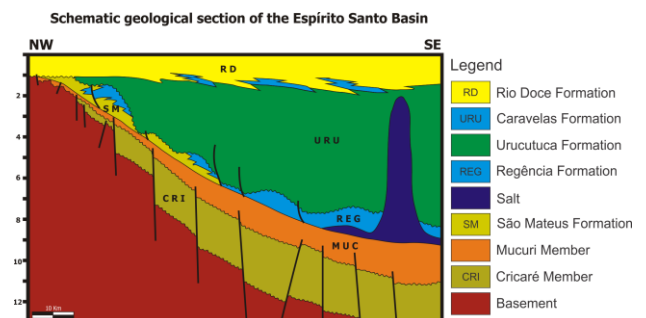 Schematic geological section of the Espírito Santo Basin
NW
SE
RD
2
SM
4
URU
6
CRI
8
REG
MUC
10
12
10 Km
Legend
RD Rio Doce Formation
URU Caravelas Formation
Urucutuca Formation
REG Regência Formation
Salt
SM São Mateus Formation
Mucuri Member
CRI Cricaré Member
Basement